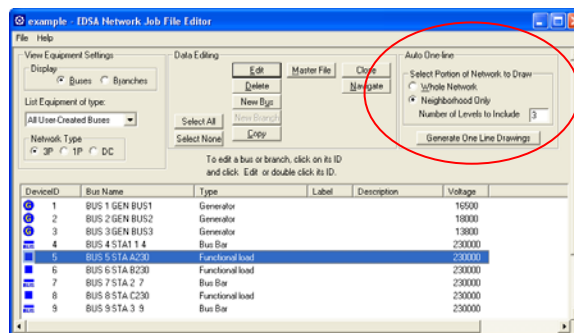 example - EDSA Network Job File Editor
File Help
View Equipment Settings
Display
Buses Branches
List Equipment of type:
All User-Created Buses
Network Type
3P 1P DC
Data Editing
Edit Master File Close
Delete Navigate
New Bus
Select All New Branch
Select None Copy
To edit a bus or branch, click on its ID
and click Edit or double click its ID.
Auto One-line
Select Portion of Network to Draw
Whole Network
Neighborhood Only
Number of Levels to Include 3
Generate One Line Drawings
DeviceID Bus Name Type Label Description Voltage
1 BUS 1 GEN BUS1 Generator 16500
2 BUS 2 GEN BUS2 Generator 18000
3 BUS 3 GEN BUS3 Generator 13800
4 BUS 4 STA1 1 4 Bus Bar 230000
5 BUS 5 STA A230 Functional load 230000
6 BUS 6 STA B230 Functional load 230000
7 BUS 7 STA 2 7 Bus Bar 230000
8 BUS 8 STA C230 Functional load 230000
9 BUS 9 STA 3 9 Bus Bar 230000